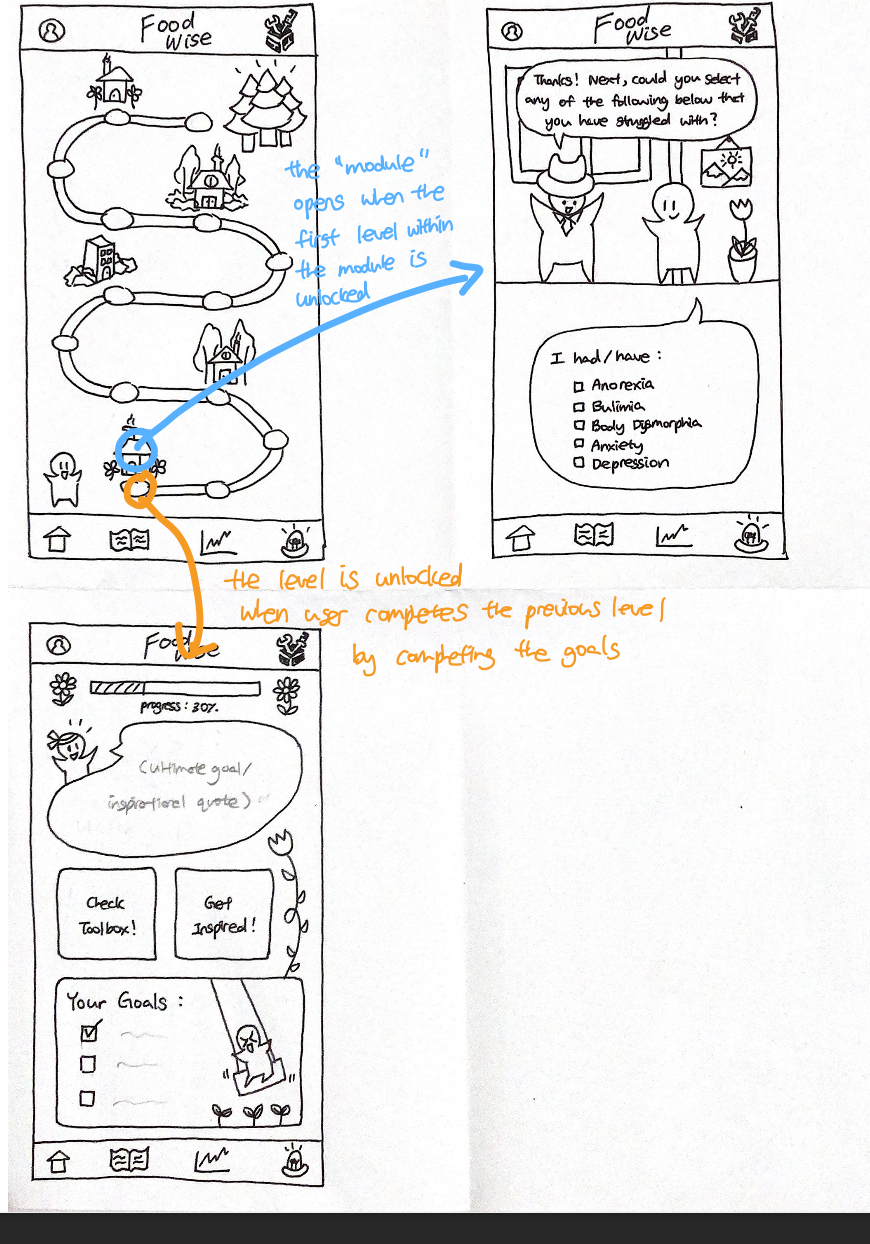 Food
Wise
the "module"
opens when the
first level within
the module is
unlocked
Food
Wise
Thanks! Next, could you select
any of the following below that
you have struggled with?
I had/have :
Anorexia
Bulimia
Body Dysmorphia
Anxiety
Depression
the level is unlocked
when user competes the previous level
by competing the goals
Food
Wise
progress : 30%.
(ultimate goal/
inspirational quote)
Check
Toolbox!
Get
Inspired!
Your Goals :